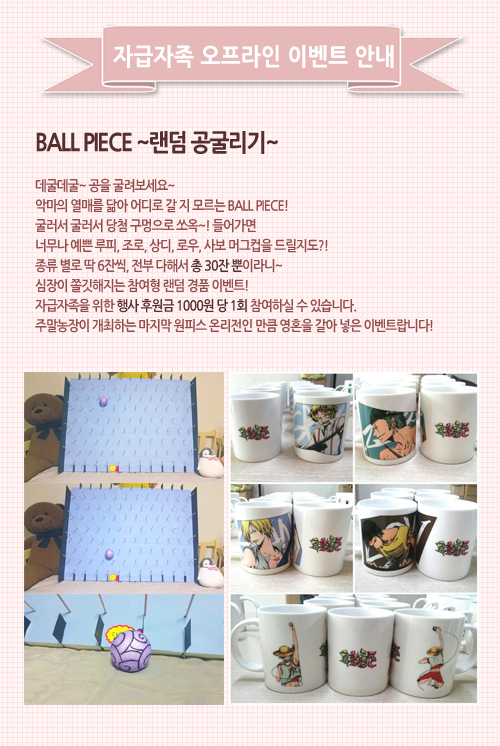 자급자족 오프라인 이벤트 안내
BALL PIECE ~랜덤 공굴리기~
데굴데굴~ 공을 굴려보세요~
악마의 열매를 닮아 어디로 갈 지 모르는 BALL PIECE!
굴러서 굴러서 당첨 구멍으로 쏘옥~! 들어가면
너무나 예쁜 루피, 조로, 상디, 로우, 사보 머그컵을 드릴지도?!
종류 별로 딱 6잔씩, 전부 다해서 총 30잔 뿐이라니~
심장이 쫄깃해지는 참여형 랜덤 경품 이벤트!
자급자족을 위한 행사 후원금 1000원 당 1회 참여하실 수 있습니다.
주말농장이 개최하는 마지막 원피스 온리전인 만큼 영혼을 갈아 넣은 이벤트랍니다!